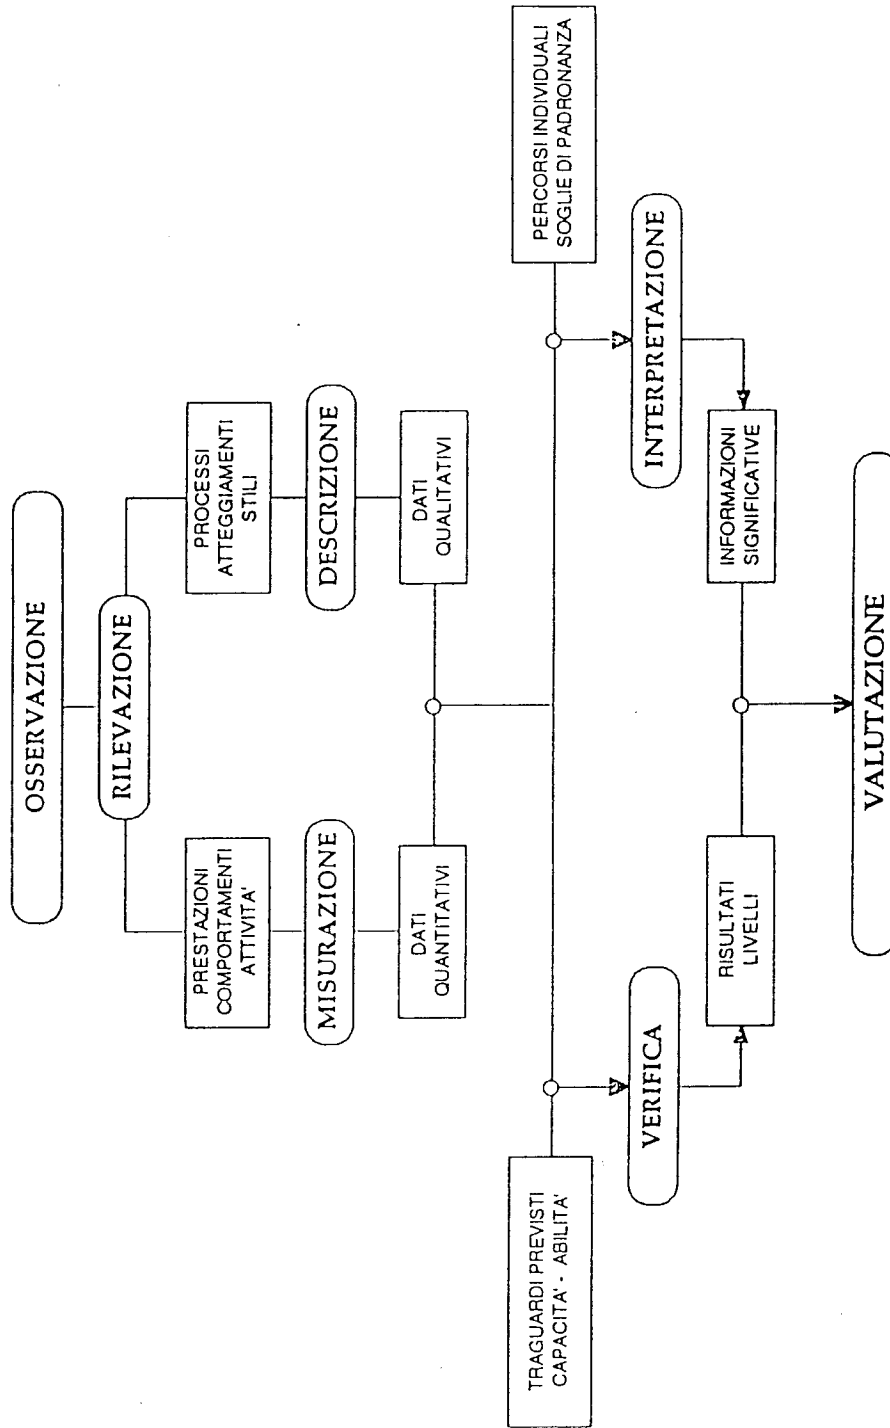 OSSERVAZIONE
RILEVAZIONE
PRESTAZIONI
COMPORTAMENTI
ATTIVITA'
PROCESSI
ATTEGGIAMENTI
STILI
MISURAZIONE
DESCRIZIONE
DATI
QUANTITATIVI
DATI
QUALITATIVI
TRAGUARDI PREVISTI
CAPACITA' - ABILITA'
PERCORSI INDIVIDUALI
SOGLIE DI PADRONANZA
VERIFICA
INTERPRETAZIONE
RISULTATI
LIVELLI
INFORMAZIONI
SIGNIFICATIVE
VALUTAZIONE